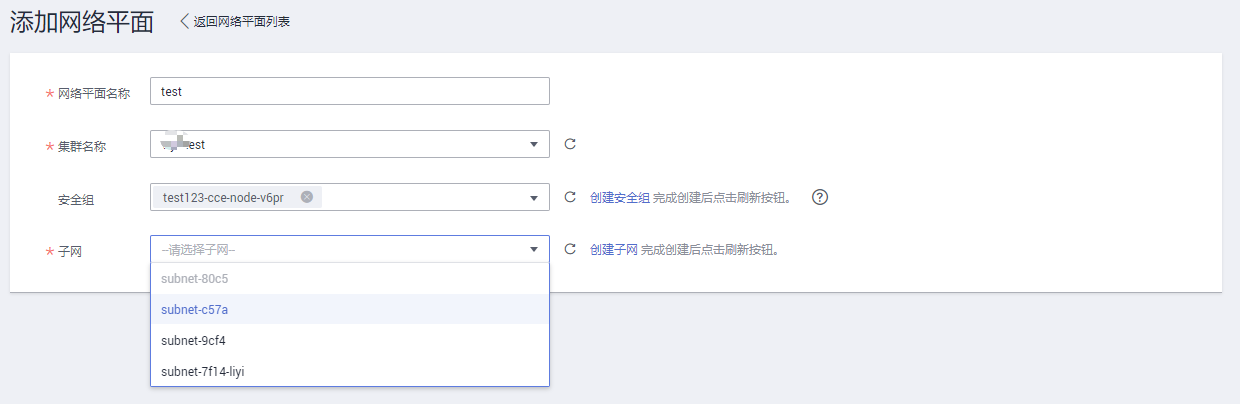 添加网络平面 返回网络平面列表
* 网络平面名称 test
* 集群名称 test
安全组 test123-cce-node-v6pr 创建安全组 完成创建后点击刷新按钮。 ?
* 子网 --请选择子网-- 创建子网 完成创建后点击刷新按钮。
subnet-80c5
subnet-c57a
subnet-9cf4
subnet-7f14-liyi